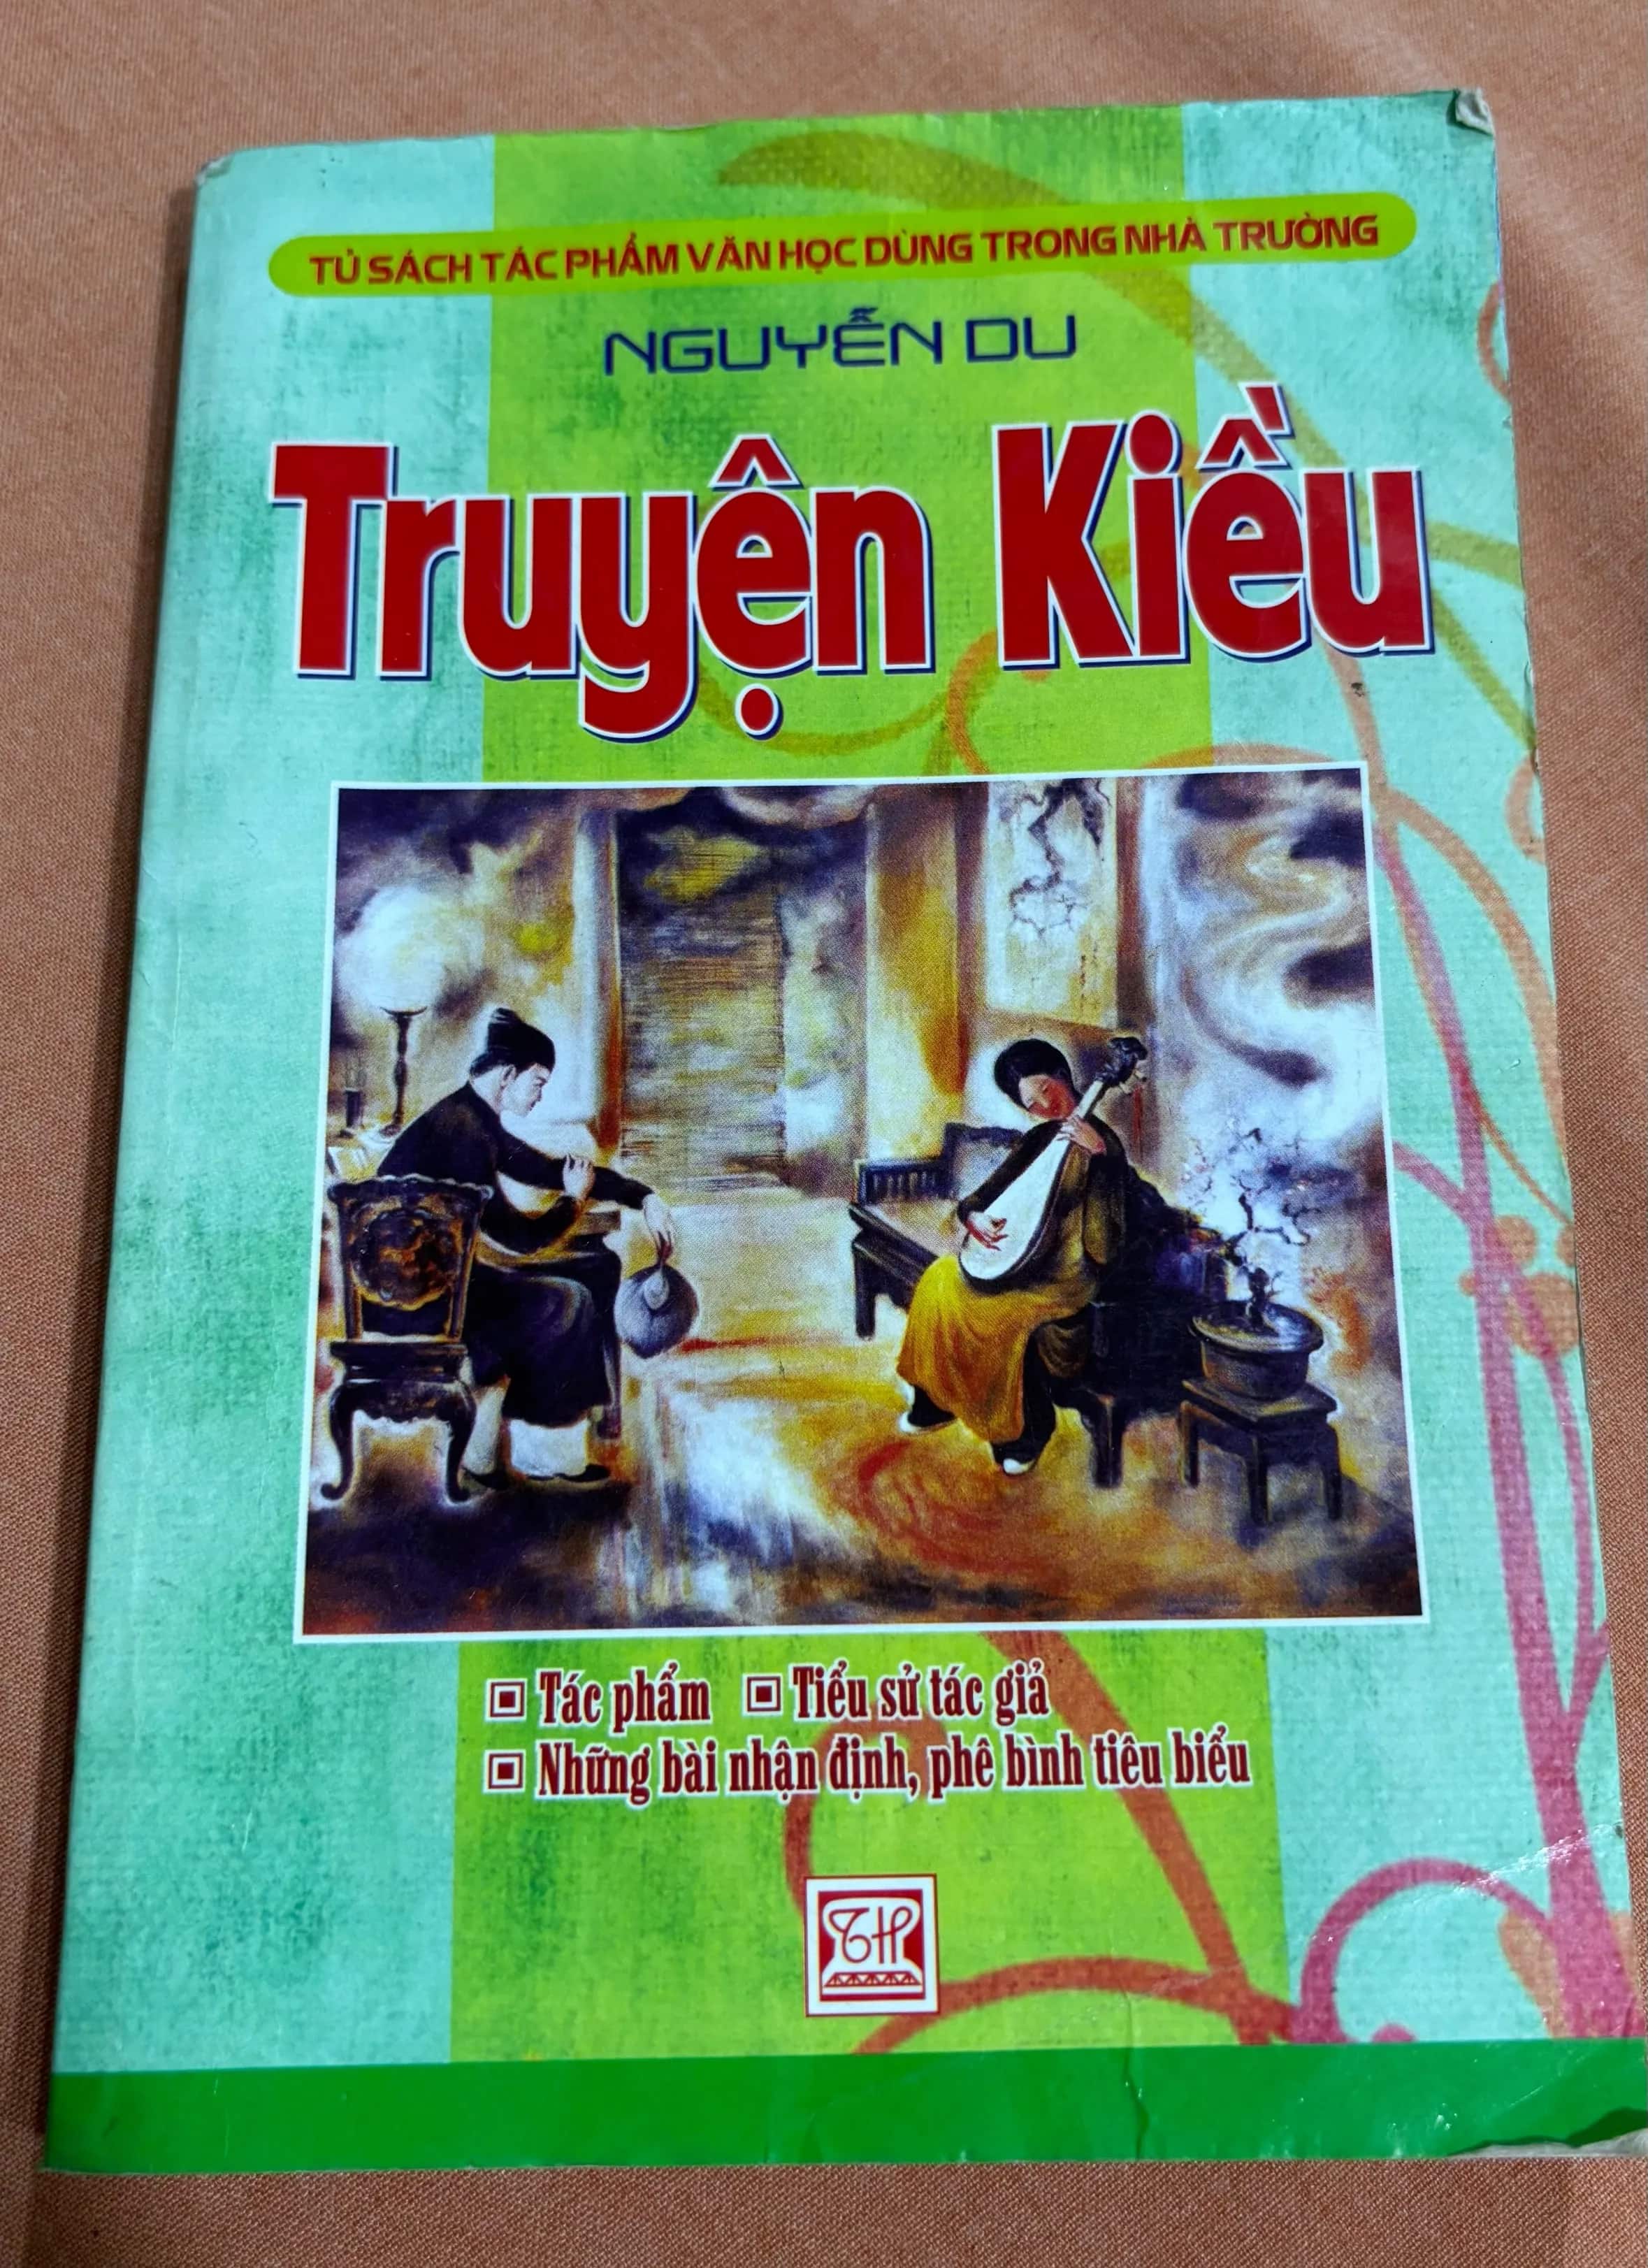 TỦ SÁCH TÁC PHẨM VĂN HỌC DÙNG TRONG NHÀ TRƯỜNG
NGUYỄN DU
Truyện Kiều
Tác phẩm Tiểu sử tác giả
Những bài nhận định, phê bình tiêu biểu
TH